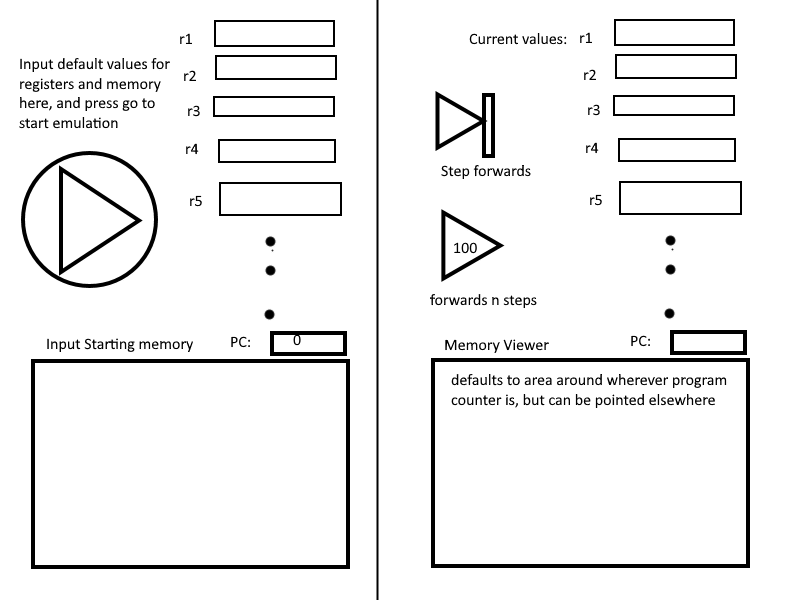 Input default values for
registers and memory
here, and press go to
start emulation
r1
r2
r3
r4
r5
Input Starting memory
PC:
0
Current values:
r1
r2
r3
r4
r5
Step forwards
100
forwards n steps
Memory Viewer
PC:
defaults to area around wherever program
counter is, but can be pointed elsewhere